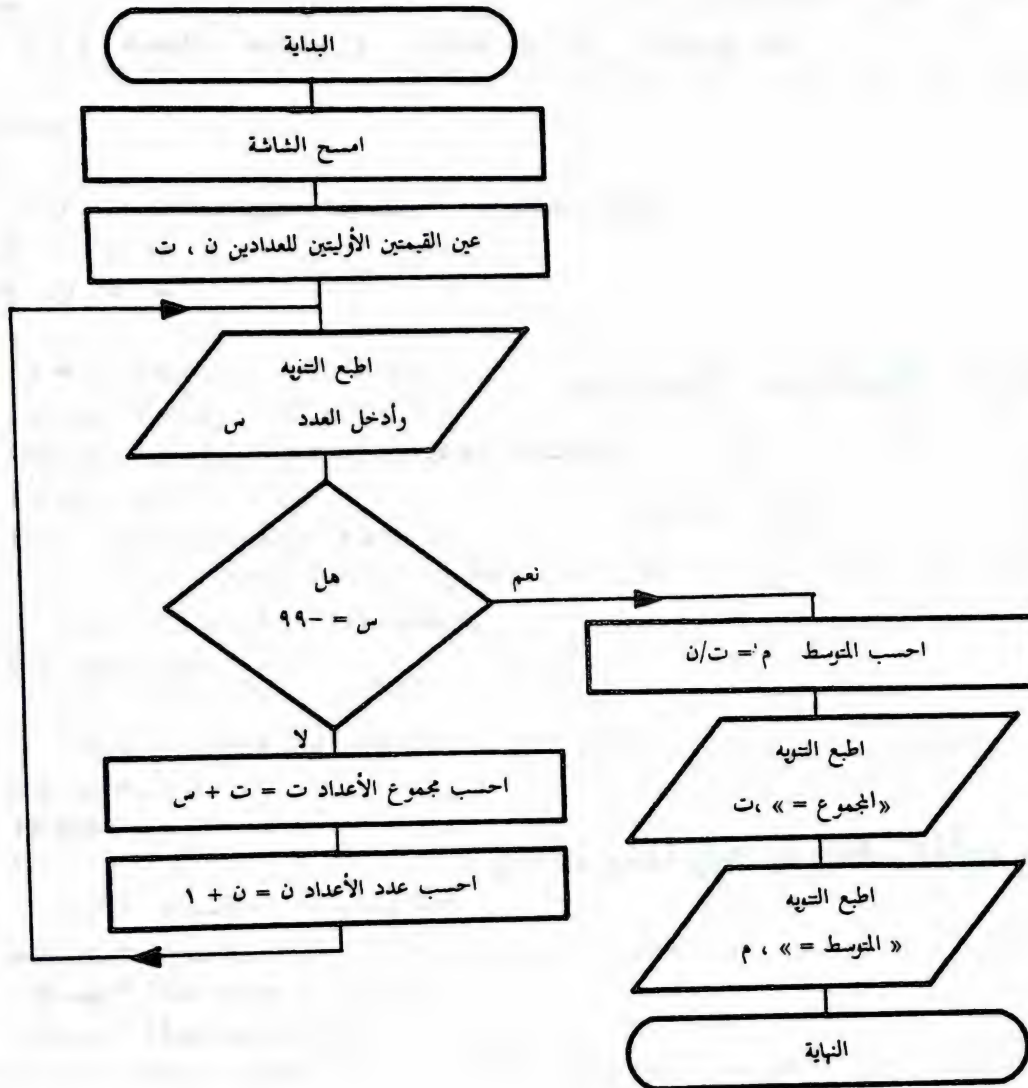 البداية
امسح الشاشة
عين القيمتين الأوليتين للعدادين ن ، ت
اطبع التنويه
وأدخل العدد س
هل
س = -٩٩
نعم
لا
احسب مجموع الأعداد ت = ت + س
احسب عدد الأعداد ن = ن + ١
احسب المتوسط م = ت/ن
اطبع التنويه
«المجموع = » ،ت
اطبع التنويه
« المتوسط = » ، م
النهاية